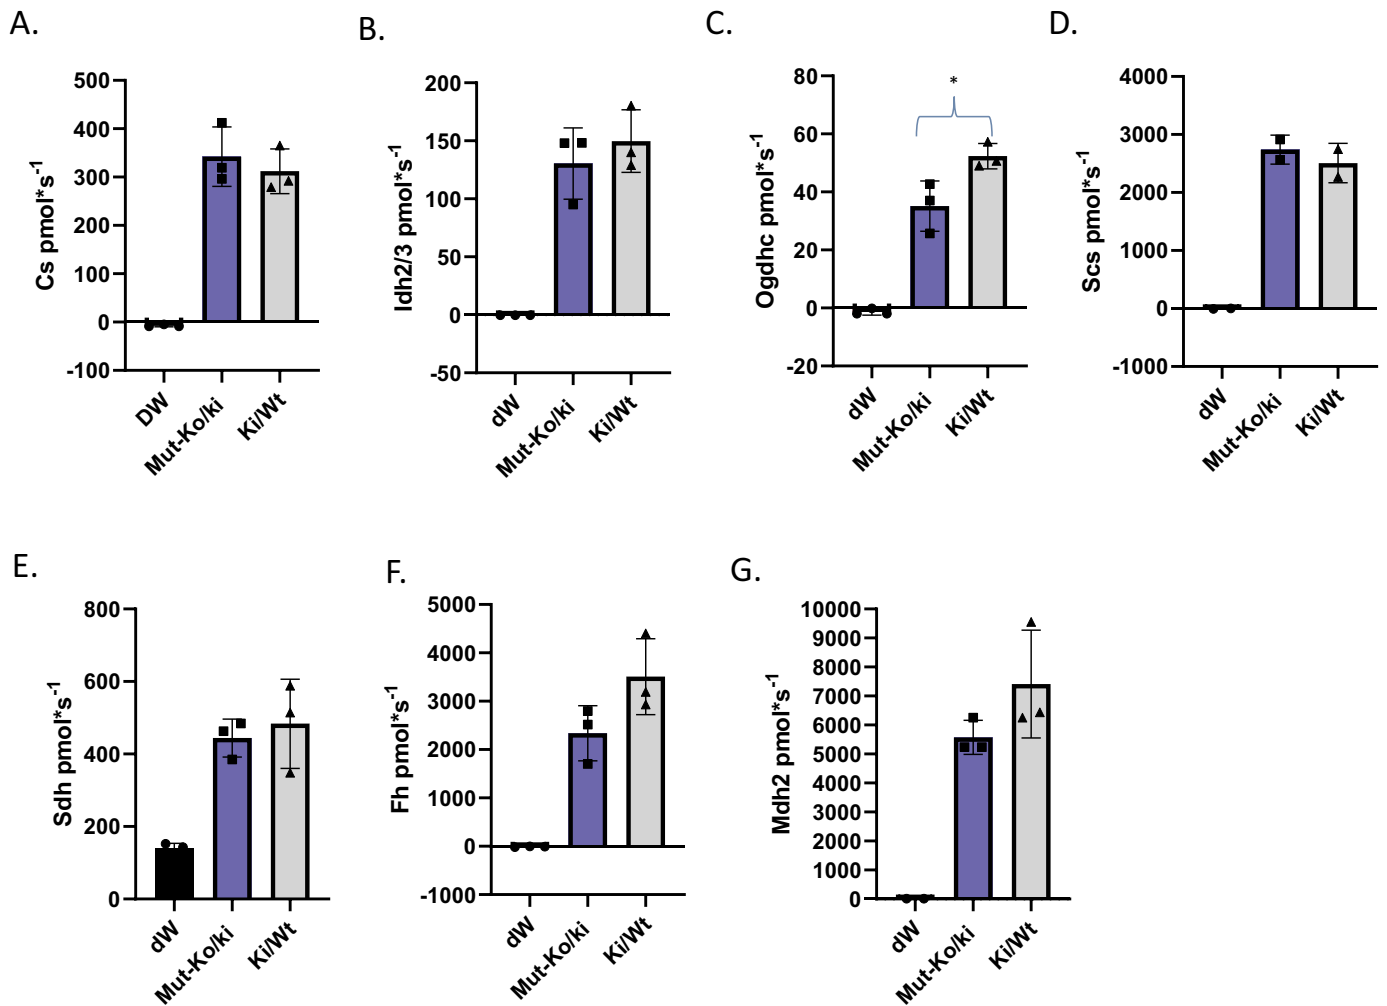 A.
B.
C.
D.
500
400
300
200
100
0
-100
Cs pmol*s-1
DW
Mut-Ko/ki
Ki/Wt
200
150
100
50
0
-50
Idh2/3 pmol*s-1
dW
Mut-Ko/ki
Ki/Wt
80
60
40
20
0
-20
Ogdhc pmol*s-1
*
dW
Mut-Ko/ki
Ki/Wt
4000
3000
2000
1000
0
-1000
Scs pmol*s-1
dW
Mut-Ko/ki
Ki/Wt
E.
F.
G.
800
600
400
200
0
Sdh pmol*s-1
dW
Mut-Ko/ki
Ki/Wt
5000
4000
3000
2000
1000
0
-1000
Fh pmol*s-1
dW
Mut-Ko/ki
Ki/Wt
10000
9000
8000
7000
6000
5000
4000
3000
2000
1000
0
Mdh2 pmol*s-1
dW
Mut-Ko/ki
Ki/Wt